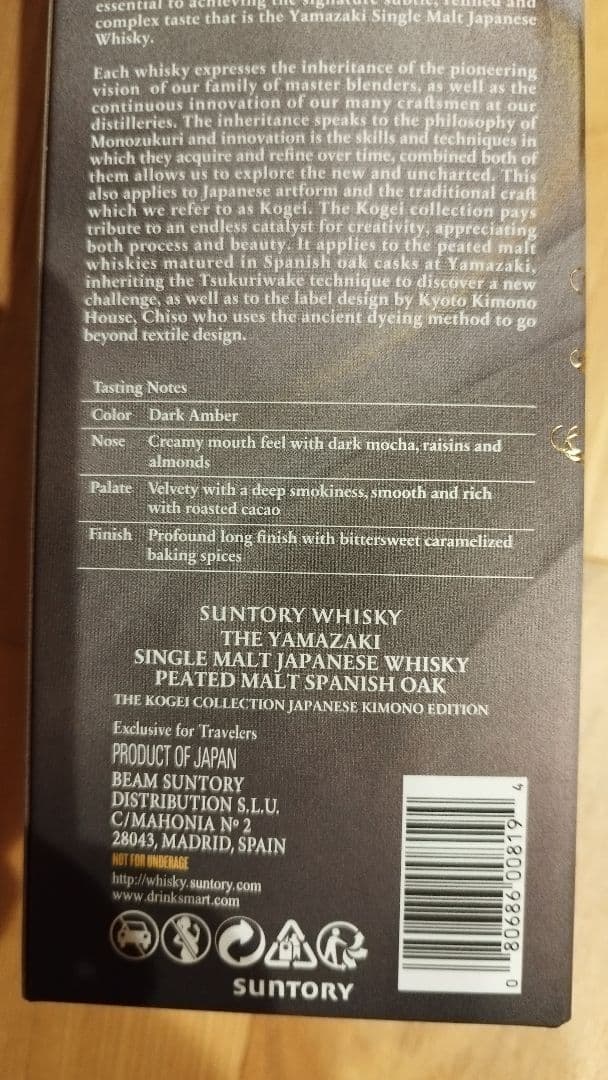 essential to achieving the signature subtle, refined and
complex taste that is the Yamazaki Single Malt Japanese
Whisky.
Each whisky expresses the inheritance of the pioneering
vision of our family of master blenders, as well as the
continuous innovation of our many craftsmen at our
distilleries. The inheritance speaks to the philosophy of
Monozukuri and innovation is the skills and techniques in
which they acquire and refine over time, combined both of
them allows us to explore the new and uncharted. This
also applies to Japanese artform and the traditional craft
which we refer to as Kogei. The Kogei collection pays
tribute to an endless catalyst for creativity, appreciating
both process and beauty. It applies to the peated malt
whiskies matured in Spanish oak casks at Yamazaki,
inheriting the Tsukuriwake technique to discover a new
challenge, as well as to the label design by Kyoto Kimono
House, Chiso who uses the ancient dyeing method to go
beyond textile design.
Tasting Notes
Color Dark Amber
Nose Creamy mouth feel with dark mocha, raisins and
almonds
Palate Velvety with a deep smokiness, smooth and rich
with roasted cacao
Finish Profound long finish with bittersweet caramelized
baking spices
SUNTORY WHISKY
THE YAMAZAKI
SINGLE MALT JAPANESE WHISKY
PEATED MALT SPANISH OAK
THE KOGEI COLLECTION JAPANESE KIMONO EDITION
Exclusive for Travelers
PRODUCT OF JAPAN
BEAM SUNTORY
DISTRIBUTION S.L.U.
C/MAHONIA Nº 2
28043, MADRID, SPAIN
NOT FOR UNDERAGE
http://whisky.suntory.com
www.drinksmart.com
SUNTORY
0 80686 00819 4